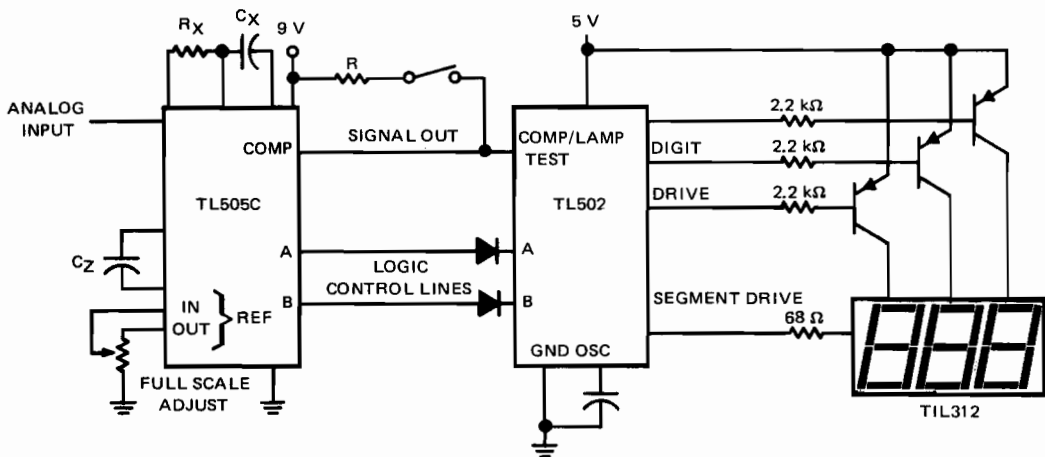 RX
CX
9 V
5 V
R
ANALOG
INPUT
COMP
SIGNAL OUT
COMP/LAMP
TEST
2.2 kΩ
DIGIT
2.2 kΩ
TL505C
TL502
DRIVE
2.2 kΩ
CZ
A
LOGIC
CONTROL LINES
A
B
B
IN
OUT
REF
SEGMENT DRIVE
68 Ω
GND OSC
FULL SCALE
ADJUST
TIL312